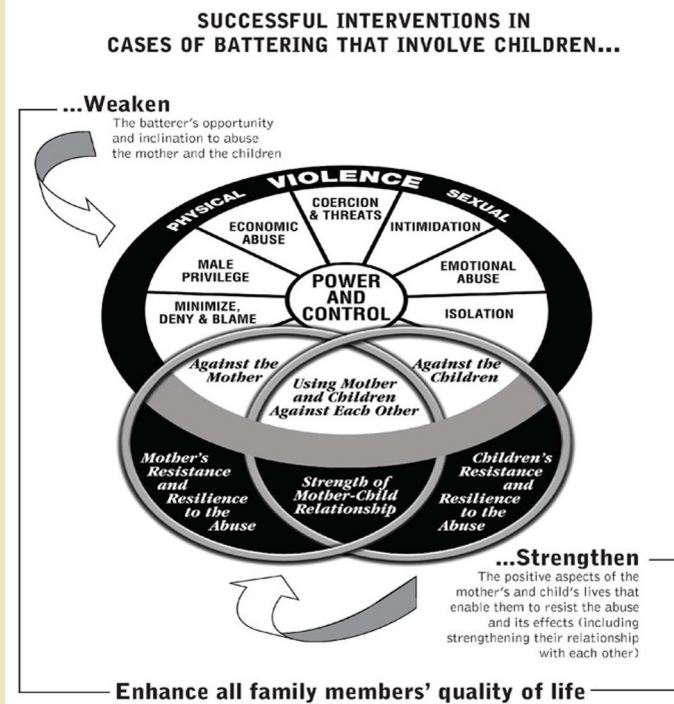 SUCCESSFUL INTERVENTIONS IN
CASES OF BATTERING THAT INVOLVE CHILDREN...
...Weaken
The batterer's opportunity
and inclination to abuse
the mother and the children
PHYSICAL VIOLENCE SEXUAL
COERCION
& THREATS
ECONOMIC
ABUSE
INTIMIDATION
MALE
PRIVILEGE
EMOTIONAL
ABUSE
MINIMIZE,
DENY & BLAME
ISOLATION
POWER
AND
CONTROL
Against the
Mother
Using Mother
and Children
Against Each Other
Against the
Children
Mother's
Resistance
and
Resilience
to the
Abuse
Strength of
Mother-Child
Relationship
Children's
Resistance
and
Resilience
to the
Abuse
...Strengthen
The positive aspects of the
mother's and child's lives that
enable them to resist the abuse
and its effects (including
strengthening their relationship
with each other)
Enhance all family members' quality of life